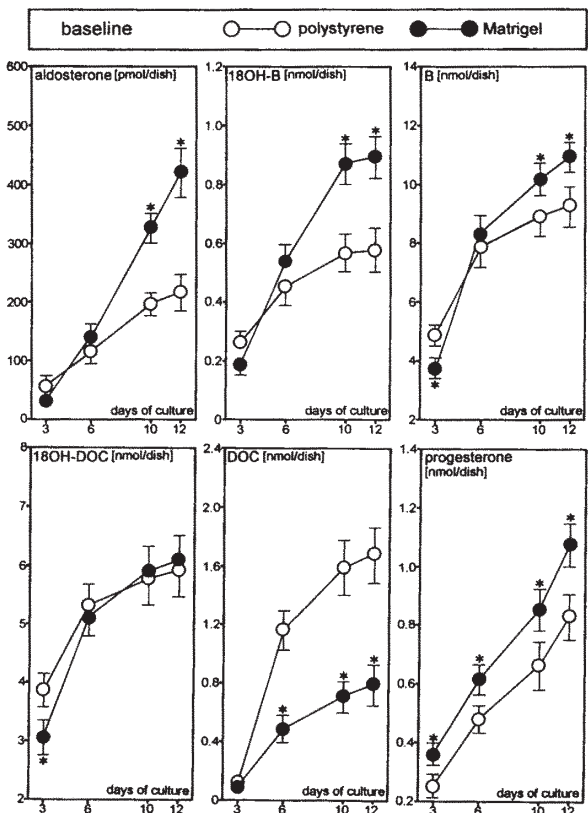 baseline polystyrene Matrigel
aldosterone [pmol/dish]
600
500
400
300
200
100
0
* *
days of culture
3 6 10 12
18OH-B [nmol/dish]
1.2
1.0
0.8
0.6
0.4
0.2
0
* *
days of culture
3 6 10 12
B [nmol/dish]
14
12
10
8
6
4
2
* * *
days of culture
3 6 10 12
18OH-DOC [nmol/dish]
8
7
6
5
4
3
2
*
days of culture
3 6 10 12
DOC [nmol/dish]
2.4
2.0
1.6
1.2
0.8
0.4
0
* * *
days of culture
3 6 10 12
progesterone
[nmol/dish]
1.4
1.2
1.0
0.8
0.6
0.4
0.2
* * * *
days of culture
3 6 10 12